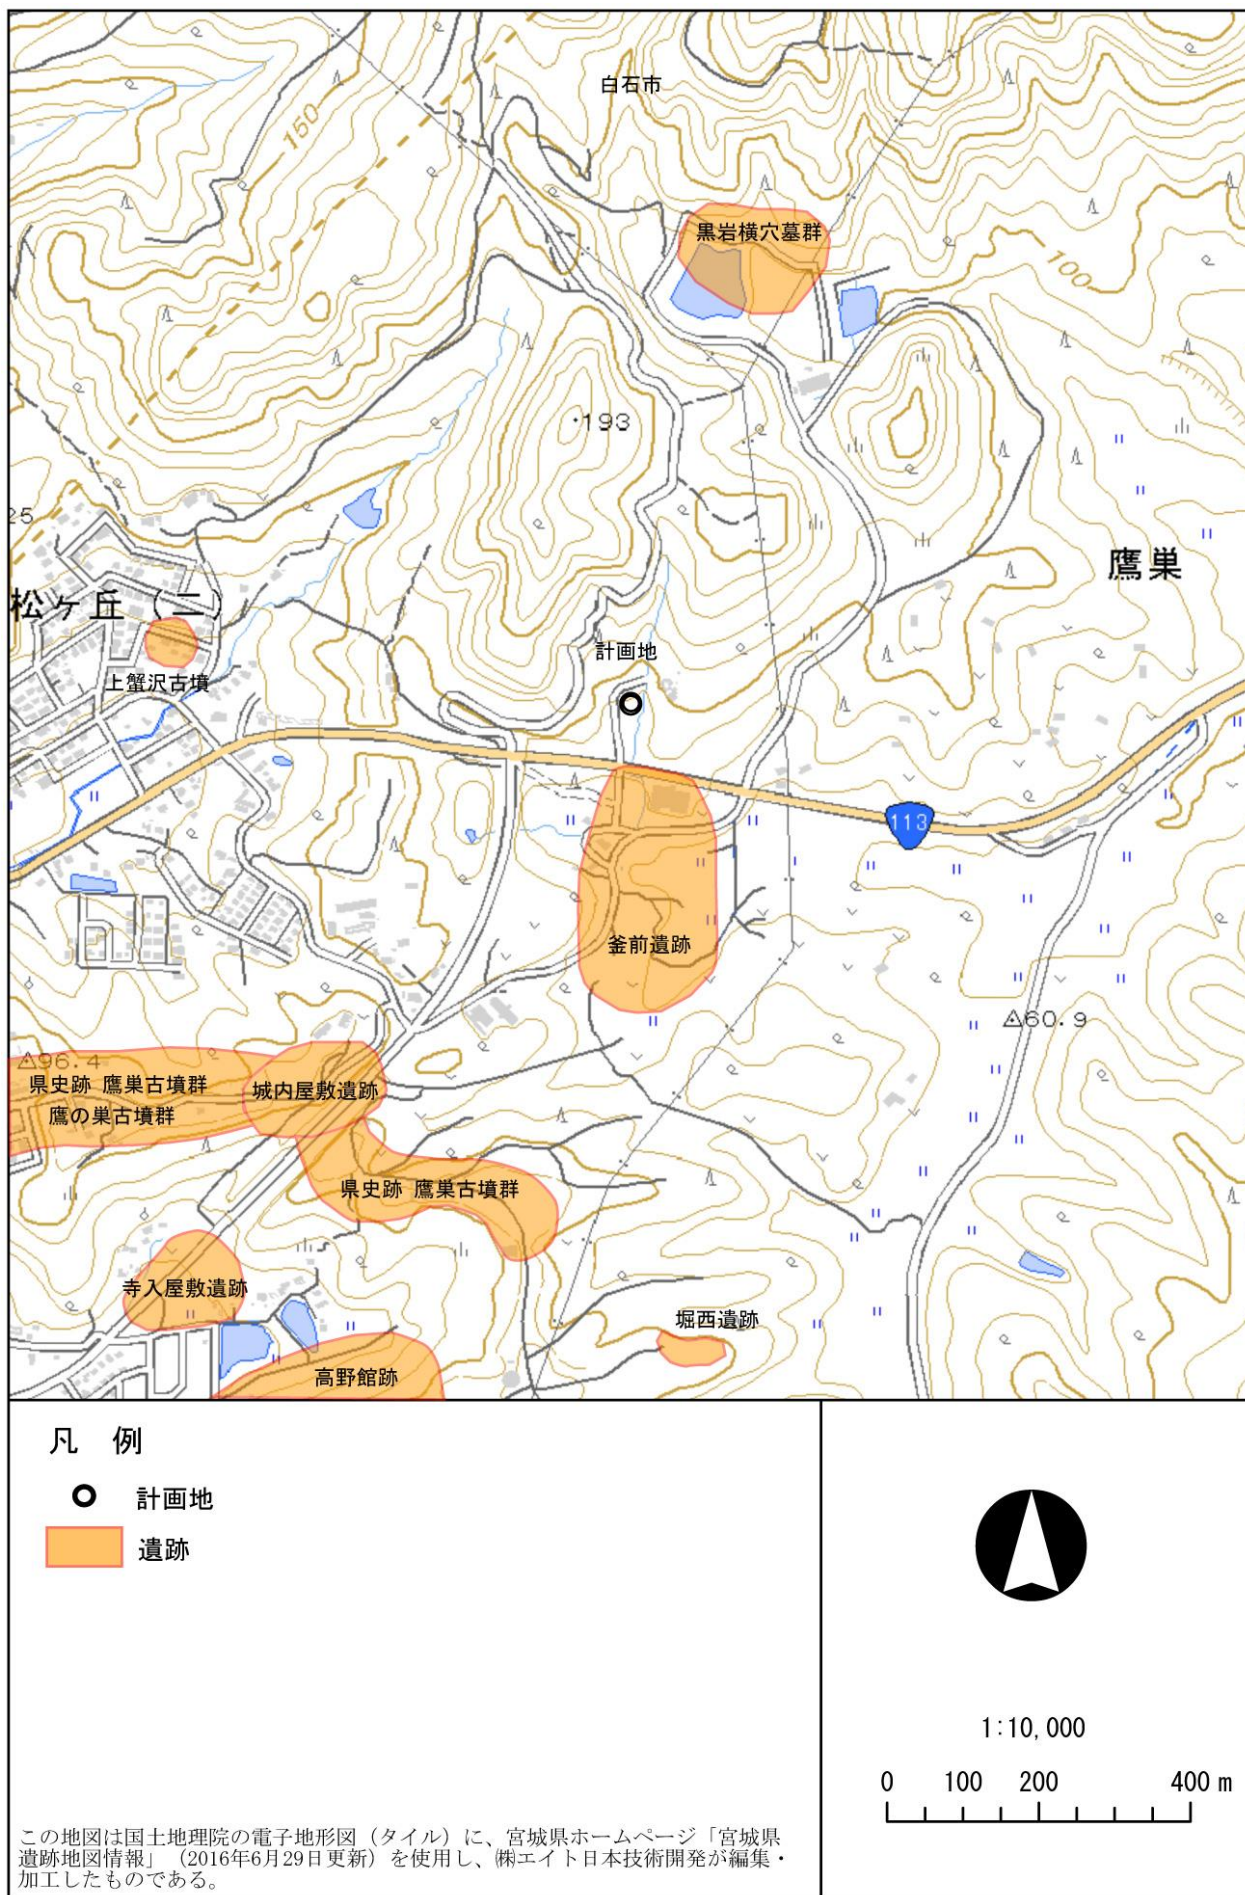 白石市
150
黒岩横穴墓群
100
193
25
鷹巣
松ヶ丘（二）
計画地
上蟹沢古墳
113
釜前遺跡
60.9
96.4
県史跡 鷹巣古墳群
鷹の巣古墳群
城内屋敷遺跡
県史跡 鷹巣古墳群
寺入屋敷遺跡
堀西遺跡
高野館跡
凡 例
計画地
遺跡
1:10,000
0 100 200 400 m
この地図は国土地理院の電子地形図（タイル）に、宮城県ホームページ「宮城県
遺跡地図情報」（2016年6月29日更新）を使用し、㈱エイト日本技術開発が編集・
加工したものである。